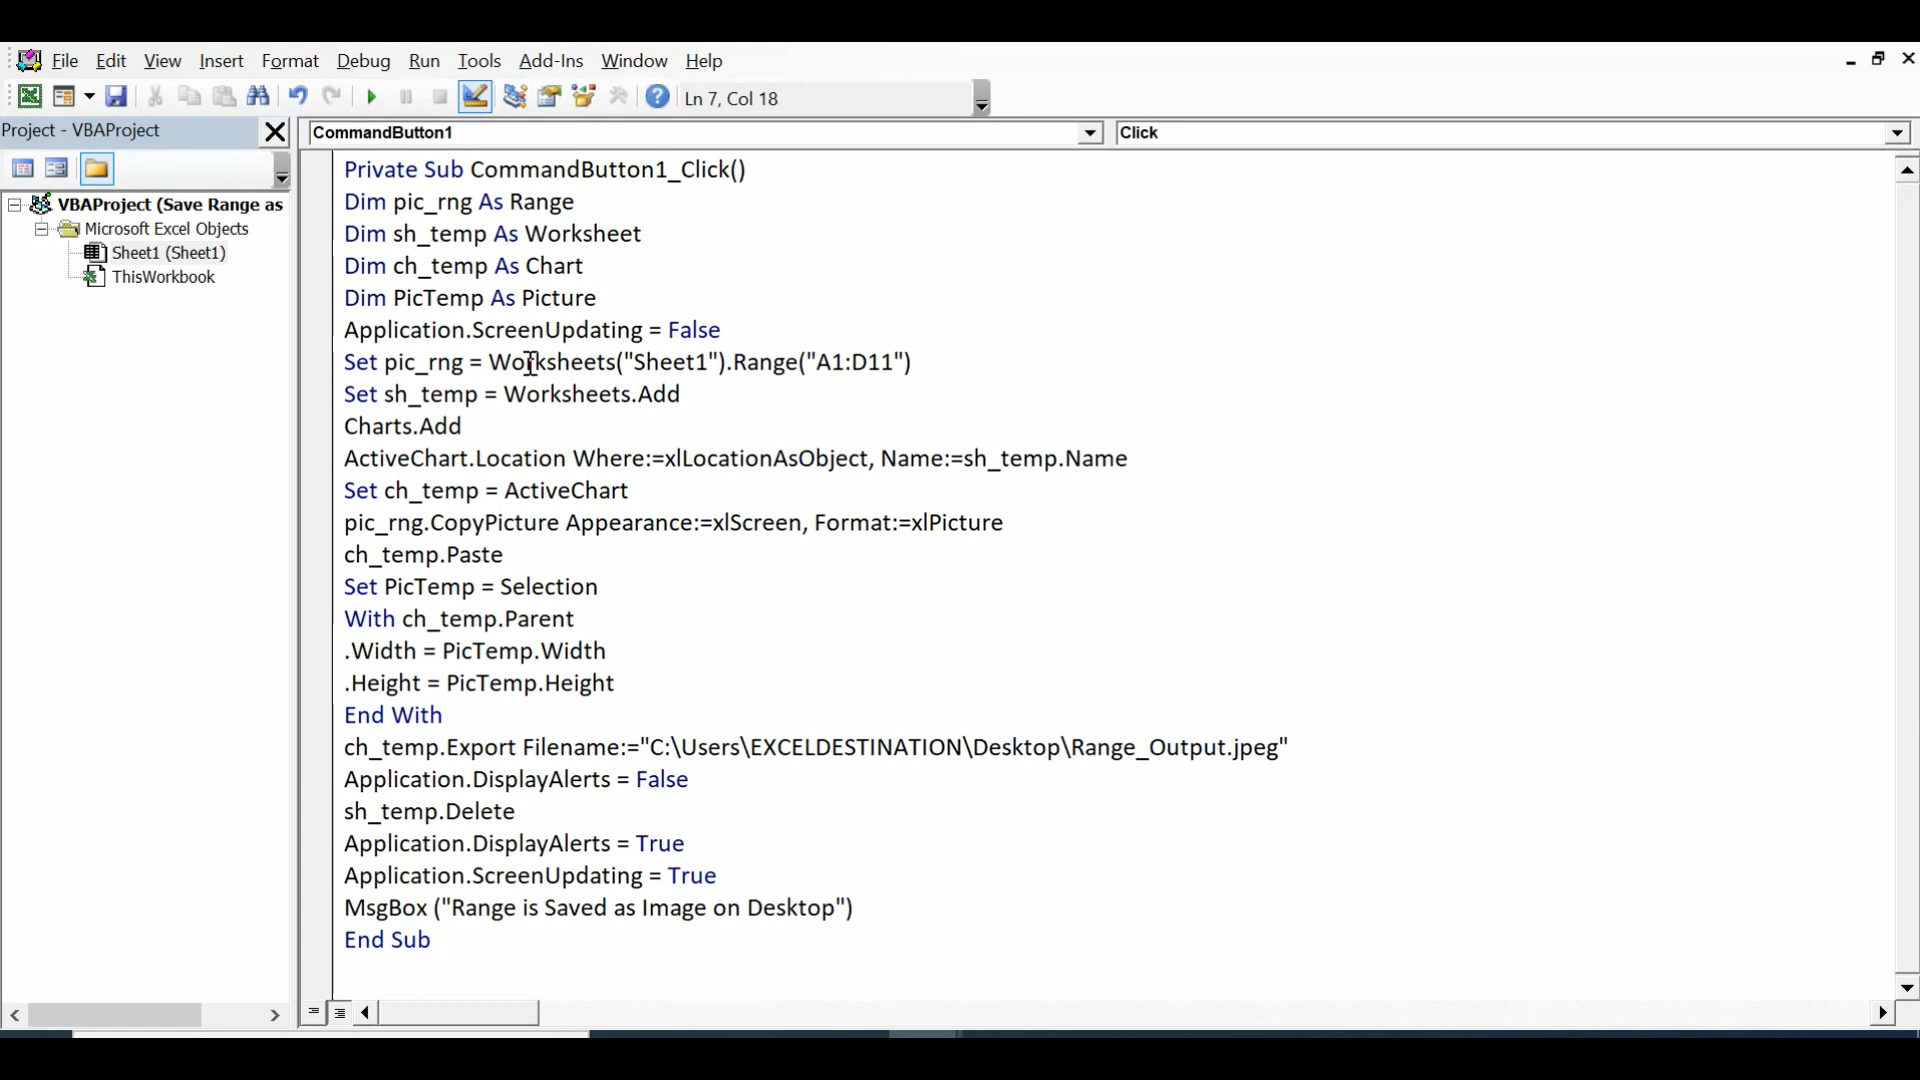 File Edit View Insert Format Debug Run Tools Add-Ins Window Help
Ln 7, Col 18
Project - VBAProject
CommandButton1 Click
VBAProject (Save Range as
Microsoft Excel Objects
Sheet1 (Sheet1)
ThisWorkbook
Private Sub CommandButton1_Click()
Dim pic_rng As Range
Dim sh_temp As Worksheet
Dim ch_temp As Chart
Dim PicTemp As Picture
Application.ScreenUpdating = False
Set pic_rng = Worksheets("Sheet1").Range("A1:D11")
Set sh_temp = Worksheets.Add
Charts.Add
ActiveChart.Location Where:=xlLocationAsObject, Name:=sh_temp.Name
Set ch_temp = ActiveChart
pic_rng.CopyPicture Appearance:=xlScreen, Format:=xlPicture
ch_temp.Paste
Set PicTemp = Selection
With ch_temp.Parent
.Width = PicTemp.Width
.Height = PicTemp.Height
End With
ch_temp.Export Filename:="C:\Users\EXCELDESTINATION\Desktop\Range_Output.jpeg"
Application.DisplayAlerts = False
sh_temp.Delete
Application.DisplayAlerts = True
Application.ScreenUpdating = True
MsgBox ("Range is Saved as Image on Desktop")
End Sub